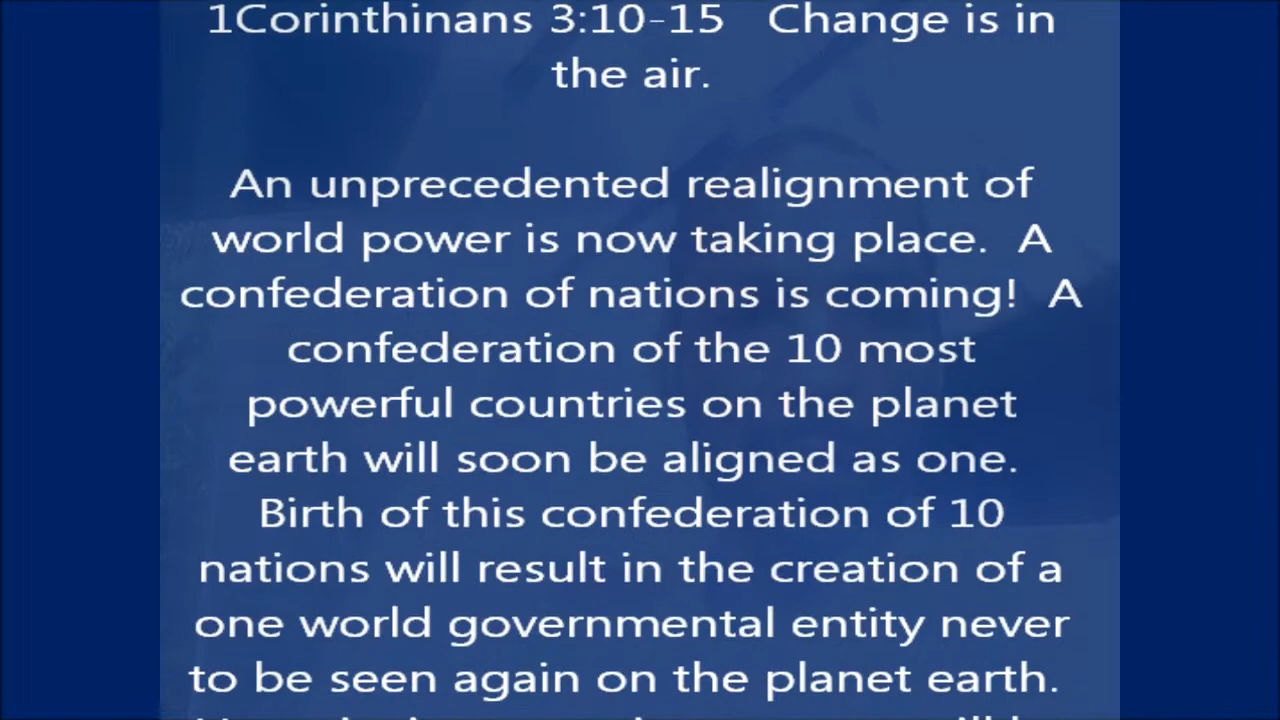 1Corinthinans 3:10-15   Change is in
the air.
An unprecedented realignment of
world power is now taking place.  A
confederation of nations is coming!  A
confederation of the 10 most
powerful countries on the planet
earth will soon be aligned as one.
Birth of this confederation of 10
nations will result in the creation of a
one world governmental entity never
to be seen again on the planet earth.